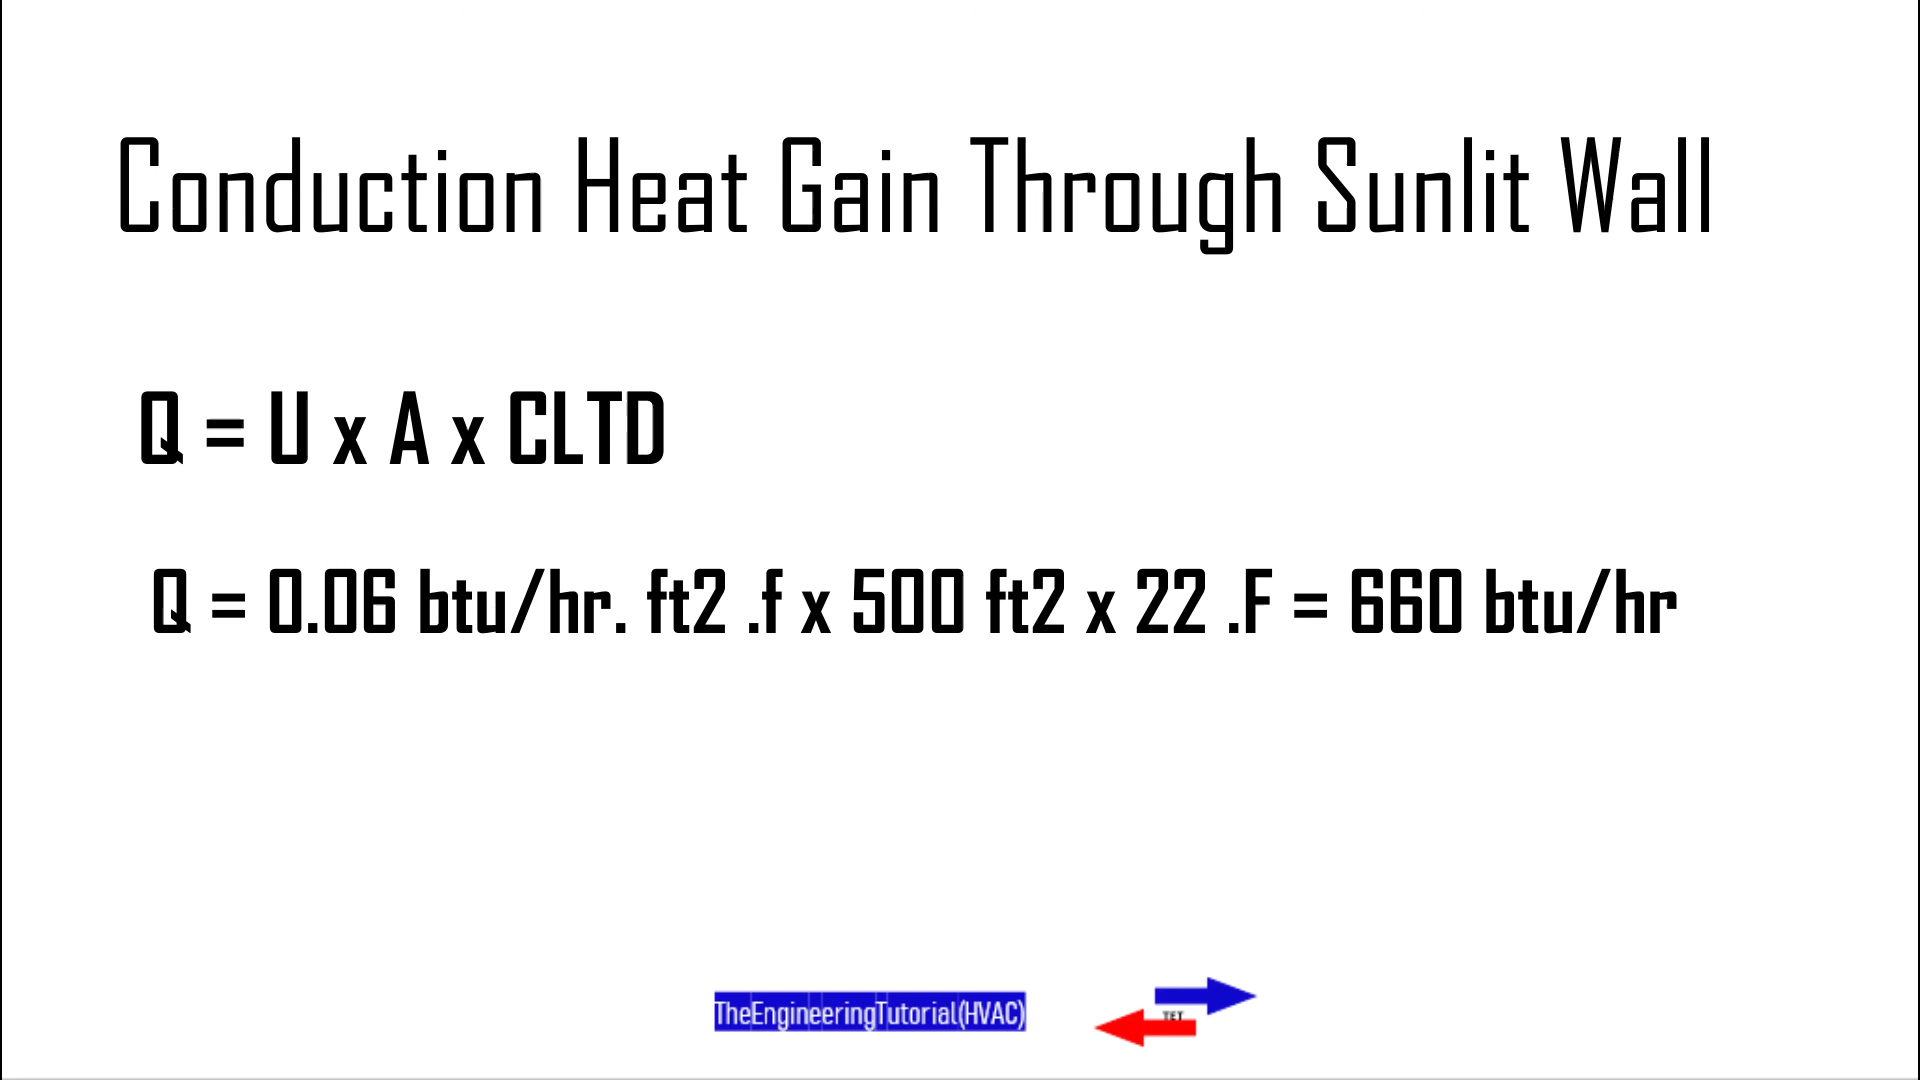 Conduction Heat Gain Through Sunlit Wall
Q = U x A x CLTD
Q = 0.06 btu/hr. ft2 .f x 500 ft2 x 22 .F = 660 btu/hr
TheEngineeringTutorial(HVAC)
TET